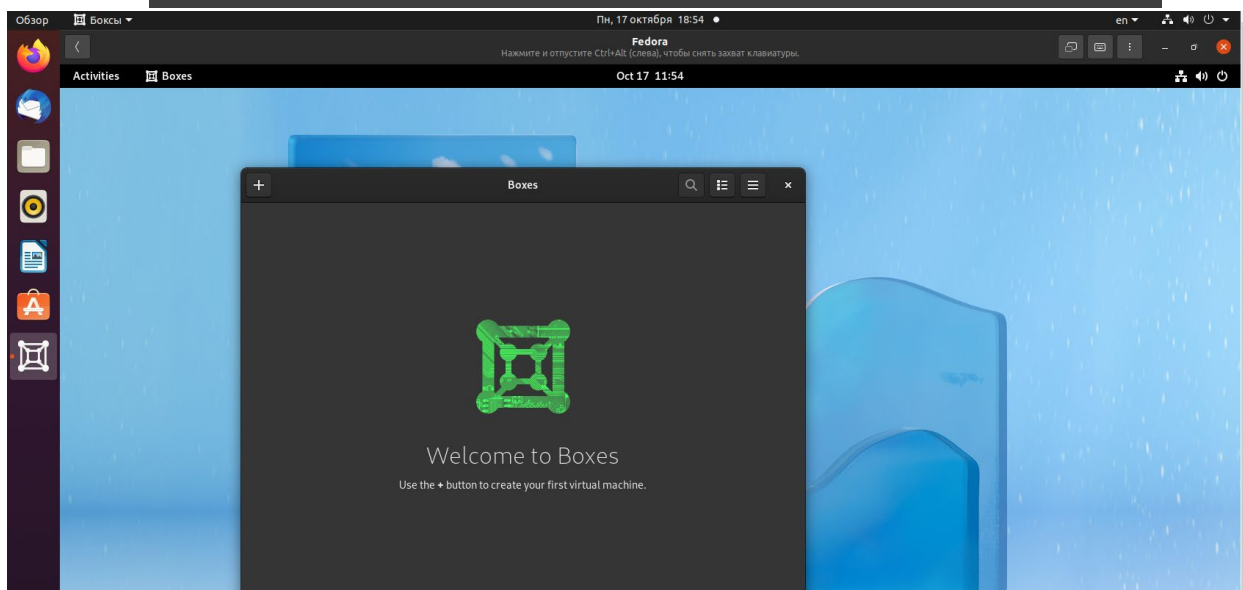 Обзор Боксы Пн, 17 октября 18:54 en
Fedora
Нажмите и отпустите Ctrl+Alt (слева), чтобы снять захват клавиатуры.
Activities Boxes Oct 17 11:54
+ Boxes
Welcome to Boxes
Use the + button to create your first virtual machine.